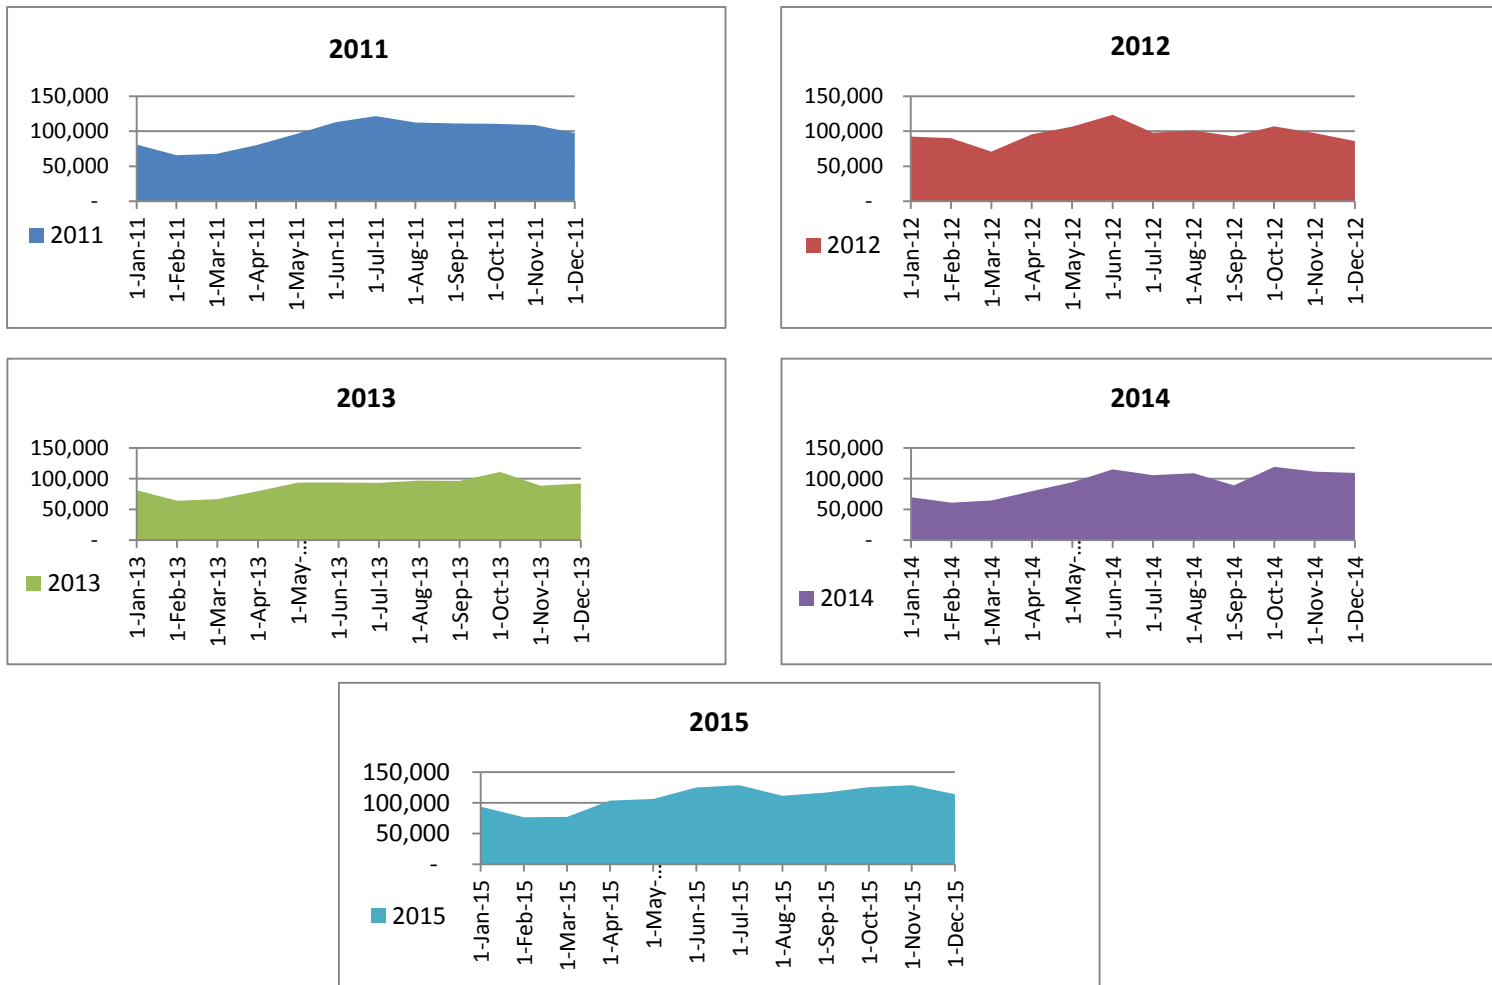 2011
150,000
100,000
50,000
-
2011
1-Jan-11
1-Feb-11
1-Mar-11
1-Apr-11
1-May-11
1-Jun-11
1-Jul-11
1-Aug-11
1-Sep-11
1-Oct-11
1-Nov-11
1-Dec-11
2012
150,000
100,000
50,000
-
2012
1-Jan-12
1-Feb-12
1-Mar-12
1-Apr-12
1-May-12
1-Jun-12
1-Jul-12
1-Aug-12
1-Sep-12
1-Oct-12
1-Nov-12
1-Dec-12
2013
150,000
100,000
50,000
-
2013
1-Jan-13
1-Feb-13
1-Mar-13
1-Apr-13
1-May-...
1-Jun-13
1-Jul-13
1-Aug-13
1-Sep-13
1-Oct-13
1-Nov-13
1-Dec-13
2014
150,000
100,000
50,000
-
2014
1-Jan-14
1-Feb-14
1-Mar-14
1-Apr-14
1-May-...
1-Jun-14
1-Jul-14
1-Aug-14
1-Sep-14
1-Oct-14
1-Nov-14
1-Dec-14
2015
150,000
100,000
50,000
-
2015
1-Jan-15
1-Feb-15
1-Mar-15
1-Apr-15
1-May-...
1-Jun-15
1-Jul-15
1-Aug-15
1-Sep-15
1-Oct-15
1-Nov-15
1-Dec-15